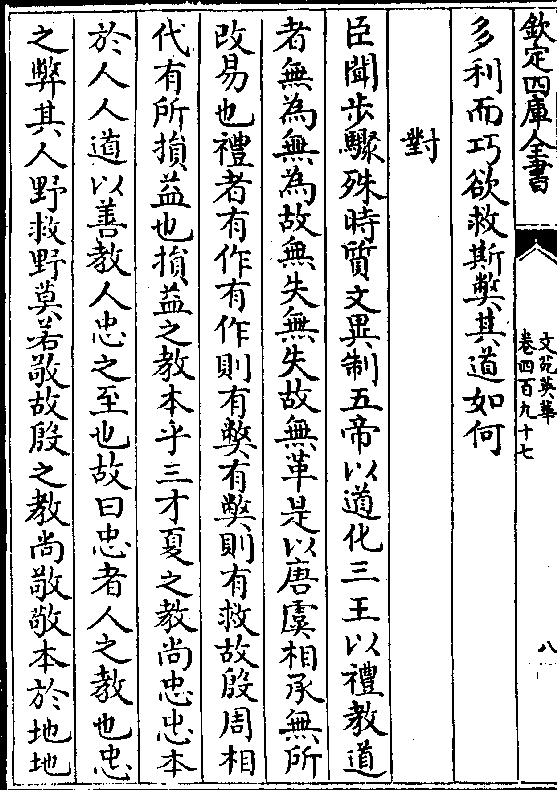 欽定四庫全書
文苑英華
卷四百九十七
八
多利而巧欲救斯弊其道如何
對
臣聞步驟殊時質文異制五帝以道化三王以禮教道
者無為無為故無失無失故無革是以唐虞相承無所
改易也禮者有作有作則有獘有獘則有救故殷周相
代有所損益也損益之教本乎三才夏之教尚忠忠本
於人人道以善教人忠之至也故曰忠者人之教也忠
之弊其人野救野莫若敬故殷之教尚敬敬本於地地